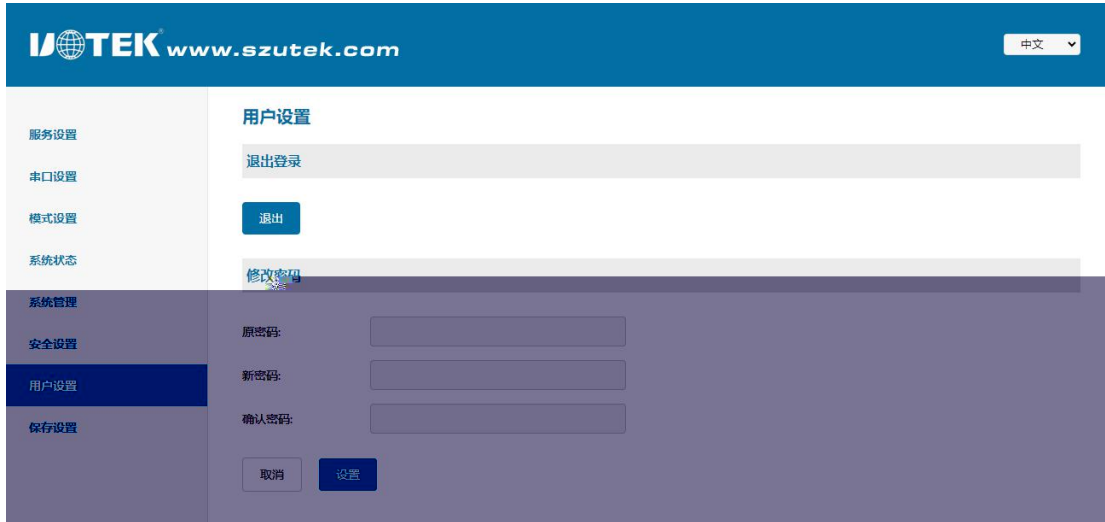 UTEK www.szutek.com
中文
服务设置
串口设置
模式设置
系统状态
系统管理
安全设置
用户设置
保存设置
用户设置
退出登录
退出
修改密码
原密码:
新密码:
确认密码:
取消
设置